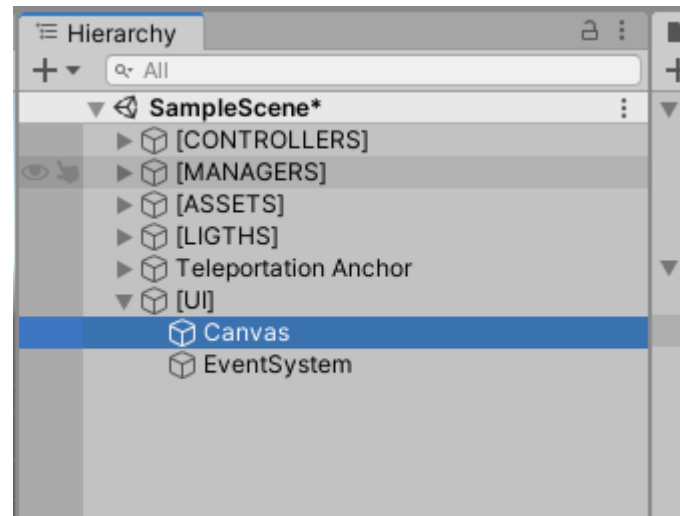 Hierarchy
All
SampleScene*
[CONTROLLERS]
[MANAGERS]
[ASSETS]
[LIGTHS]
Teleportation Anchor
[UI]
Canvas
EventSystem